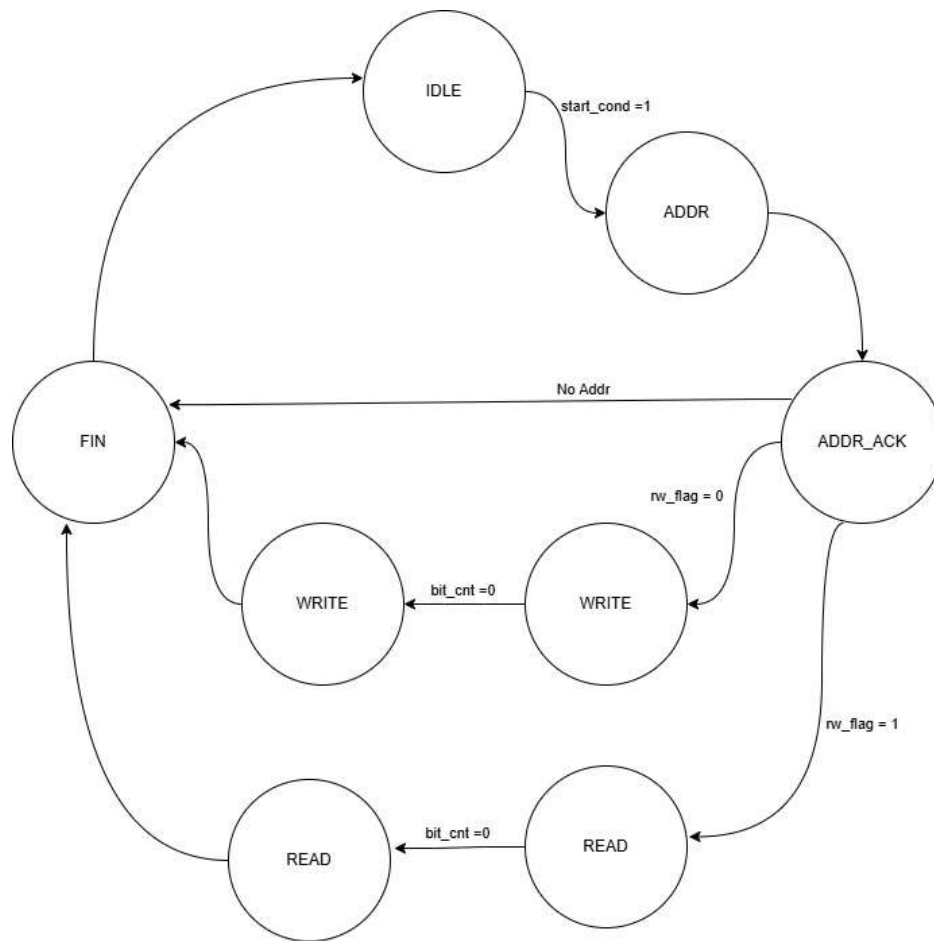 IDLE
start_cond =1
ADDR
No Addr
FIN
ADDR_ACK
rw_flag = 0
WRITE
bit_cnt =0
WRITE
rw_flag = 1
READ
bit_cnt =0
READ